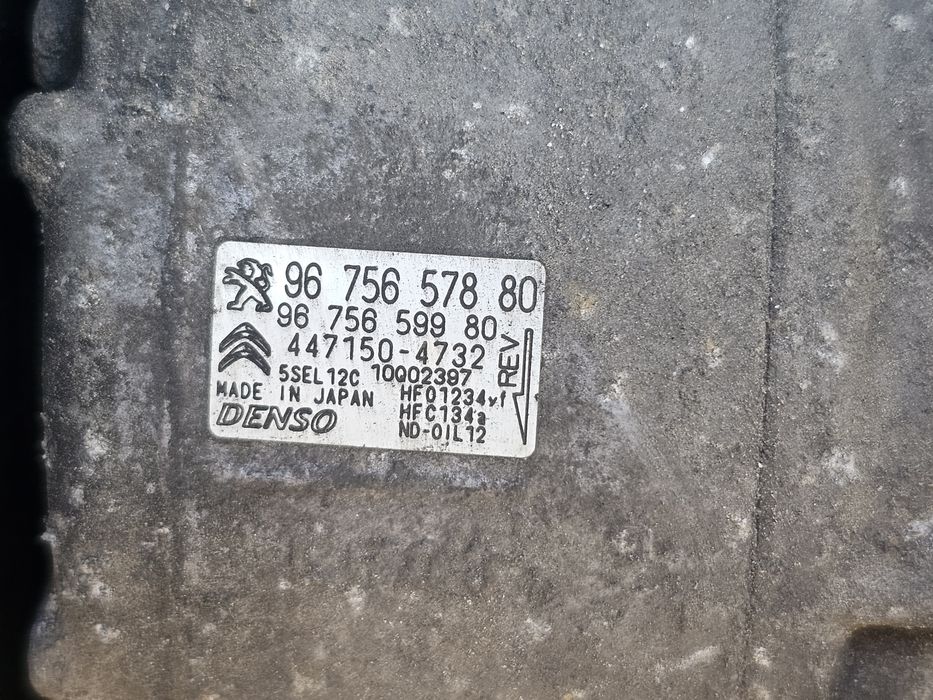 96 756 578 80
96 756 599 80
447150-4732
5SEL12C 10Q02397
MADE IN JAPAN HF01234yf
DENSO HFC134a
ND-OIL12
REV